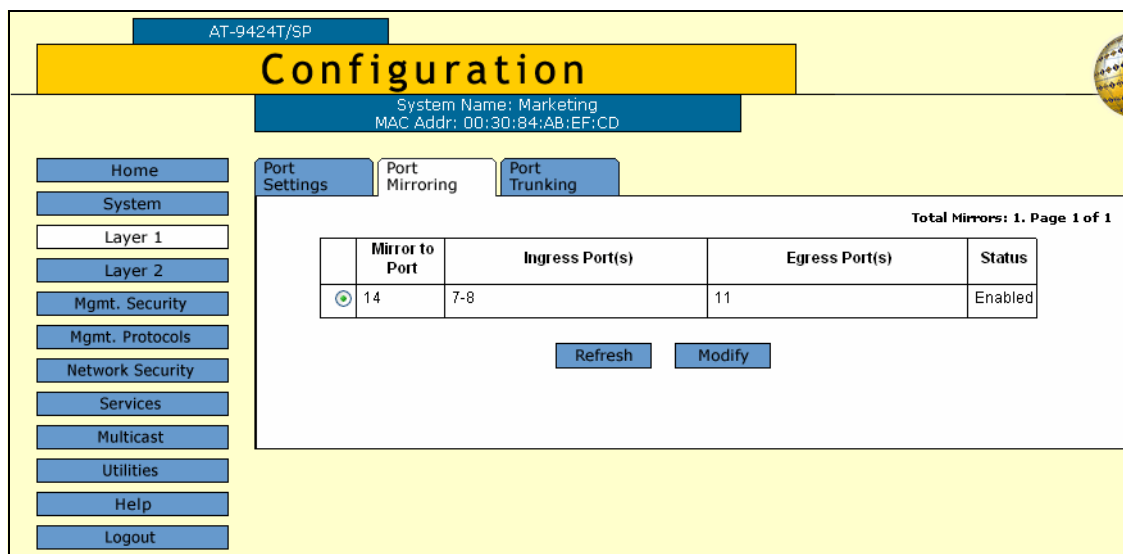 AT-9424T/SP
Configuration
System Name: Marketing
MAC Addr: 00:30:84:AB:EF:CD
Home
System
Layer 1
Layer 2
Mgmt. Security
Mgmt. Protocols
Network Security
Services
Multicast
Utilities
Help
Logout
Port
Settings
Port
Mirroring
Port
Trunking
Total Mirrors: 1. Page 1 of 1
Mirror to
Port
Ingress Port(s)
Egress Port(s)
Status
14 7-8 11 Enabled
Refresh
Modify